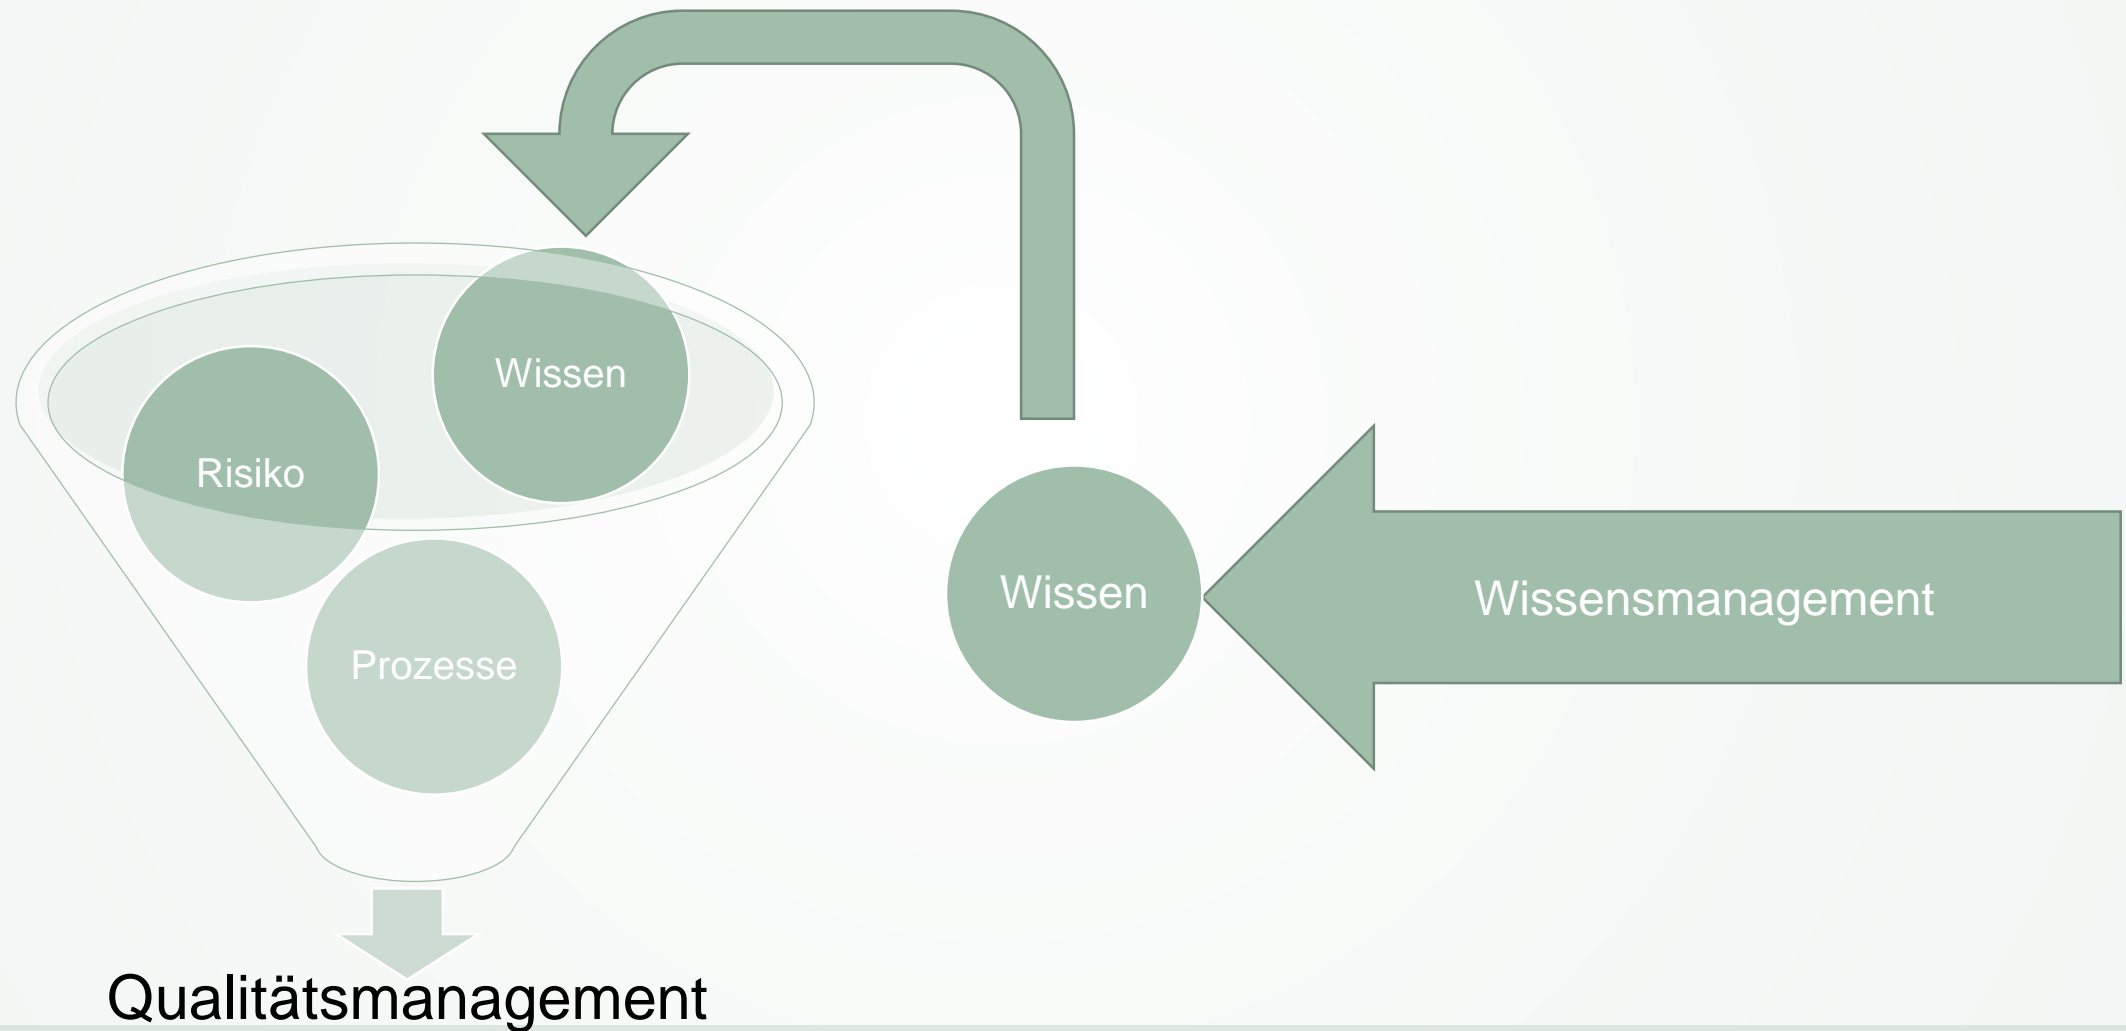 Wissen
Risiko
Prozesse
Qualitätsmanagement
Wissen
Wissensmanagement